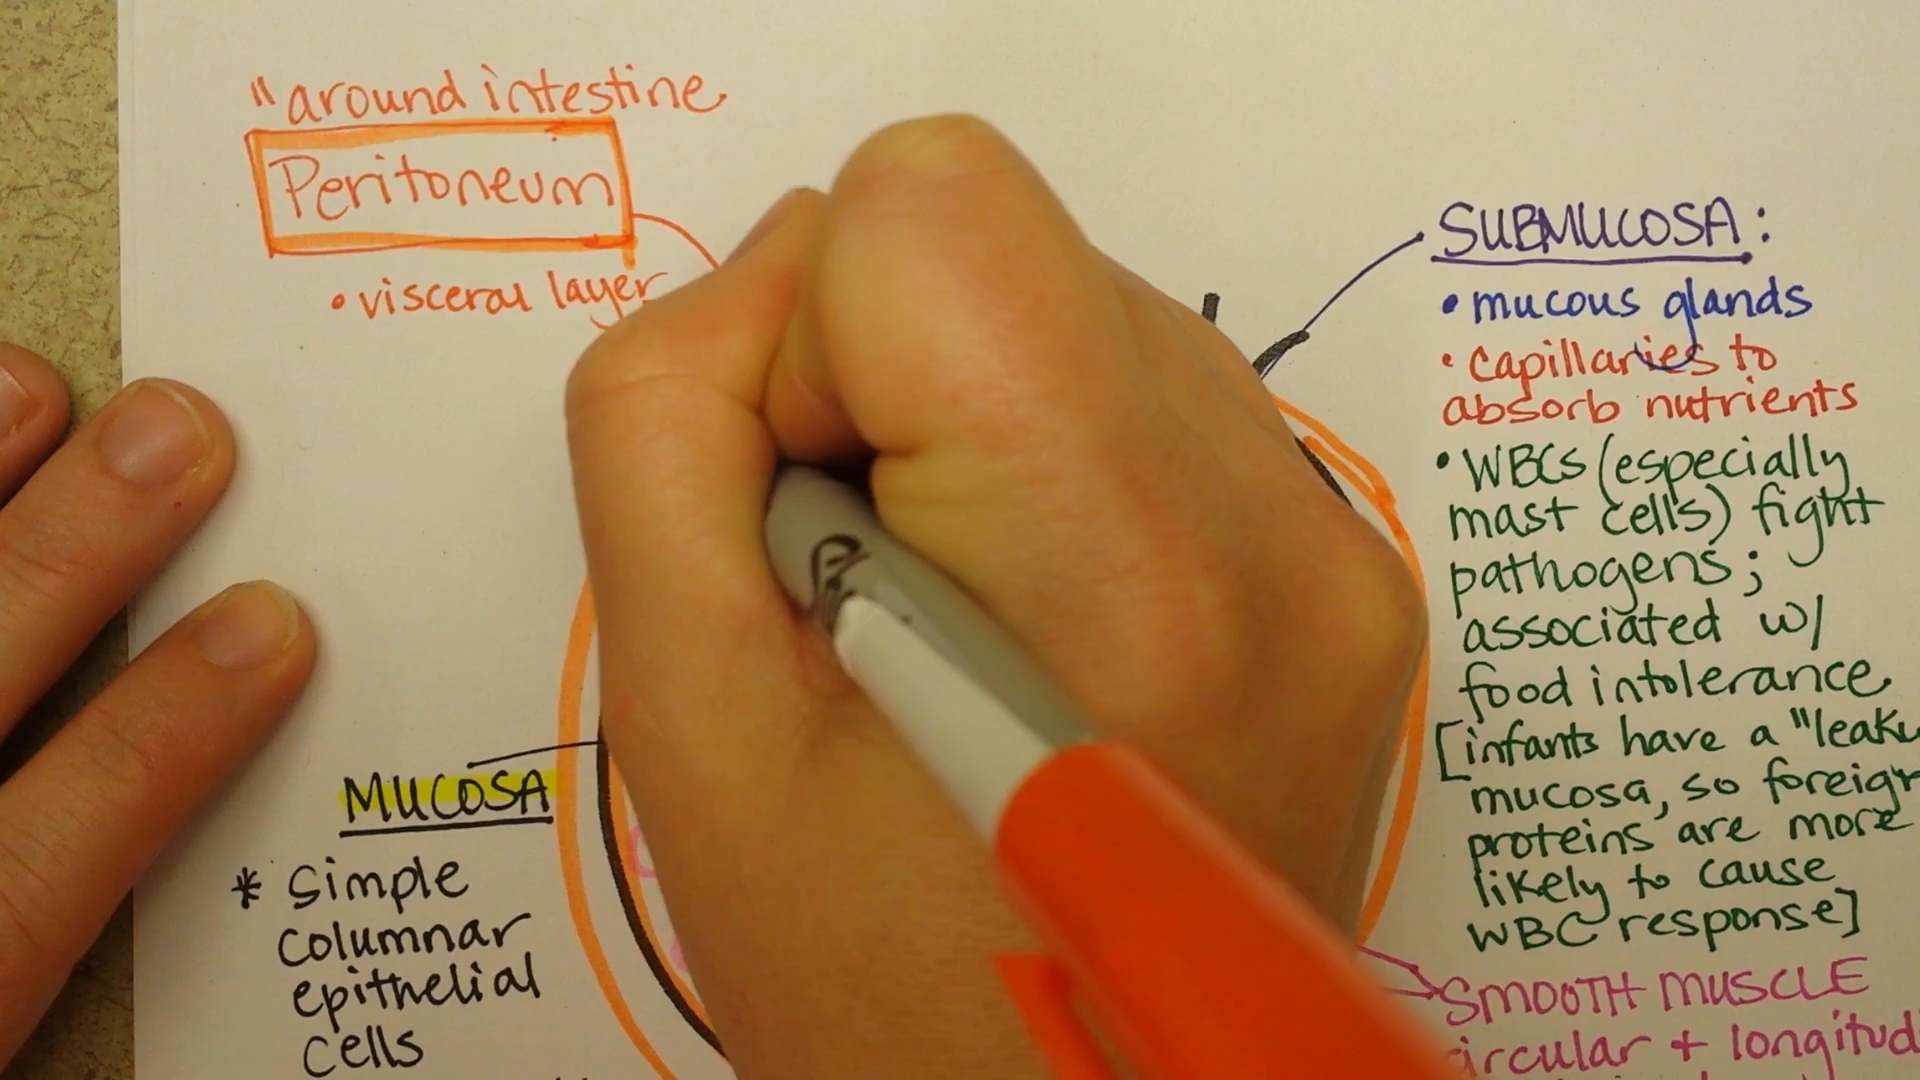 "around intestine
Peritoneum
• visceral layer
MUCOSA
* simple
columnar
epithelial
cells
SUBMUCOSA:
• mucous glands
• capillaries to
absorb nutrients
• WBCs (especially
mast cells) fight
pathogens;
associated w/
food intolerance
[infants have a "leaky
mucosa, so foreign
proteins are more
likely to cause
WBC response]
SMOOTH MUSCLE
circular +